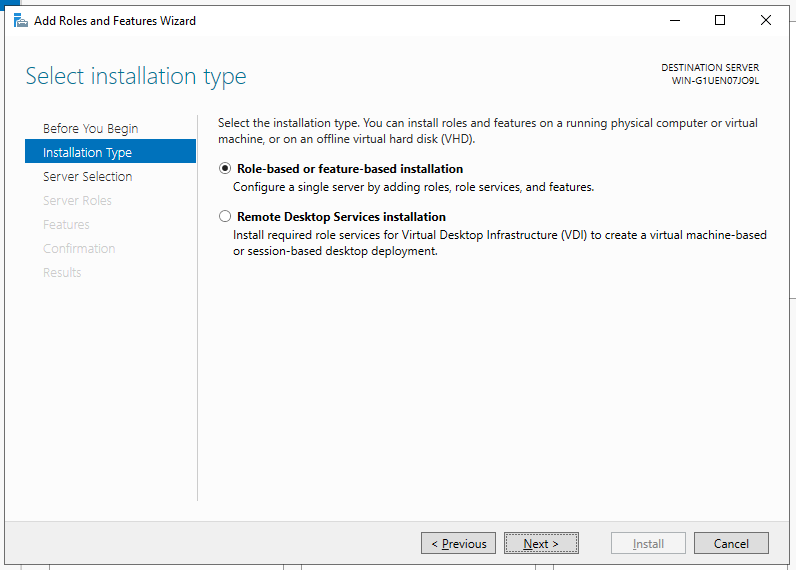 Add Roles and Features Wizard
Select installation type
DESTINATION SERVER
WIN-G1UEN07JO9L
Before You Begin
Installation Type
Server Selection
Server Roles
Features
Confirmation
Results
Select the installation type. You can install roles and features on a running physical computer or virtual
machine, or on an offline virtual hard disk (VHD).
Role-based or feature-based installation
Configure a single server by adding roles, role services, and features.
Remote Desktop Services installation
Install required role services for Virtual Desktop Infrastructure (VDI) to create a virtual machine-based
or session-based desktop deployment.
< Previous
Next >
Install
Cancel